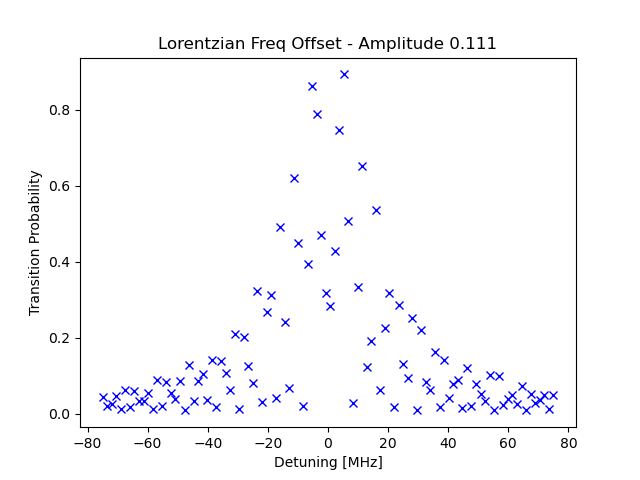 Lorentzian Freq Offset - Amplitude 0.111
Transition Probability
0.8
0.6
0.4
0.2
0.0
−80 −60 −40 −20 0 20 40 60 80
Detuning [MHz]